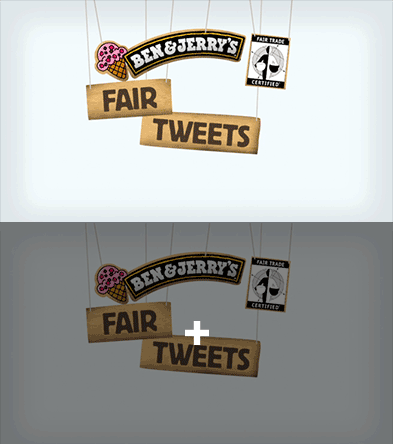 BEN & JERRY'S
FAIR TRADE
CERTIFIED
FAIR
TWEETS
BEN & JERRY'S
FAIR TRADE
CERTIFIED
FAIR
TWEETS